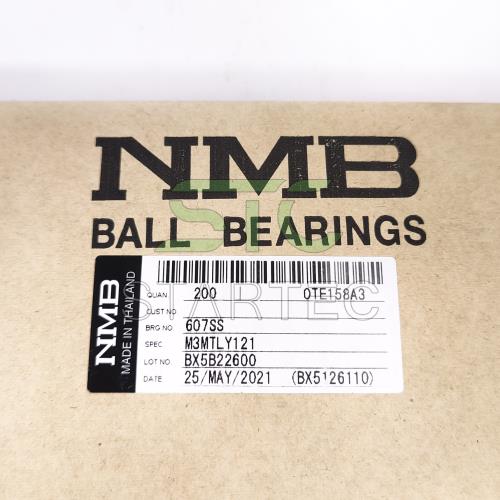 NMB
BALL BEARINGS
STC
STARTEC
NMB
MADE IN THAILAND
QUAN 200 OTE158A3
CUST NO.
BRG NO. 607SS
SPEC. M3MTLY121
LOT NO. BX5B22600
DATE 25/MAY/2021 (BX5126110)